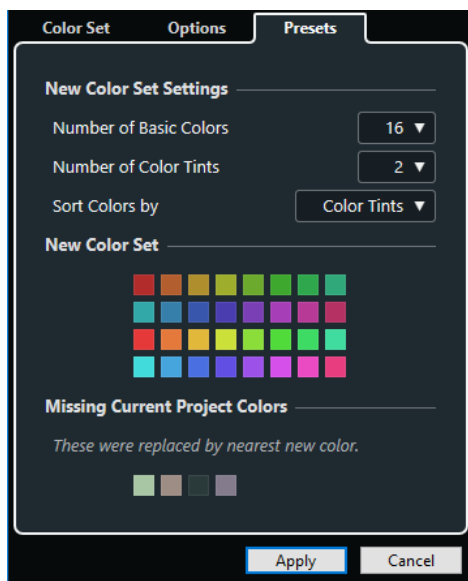 Color Set Options Presets
New Color Set Settings
Number of Basic Colors 16
Number of Color Tints 2
Sort Colors by Color Tints
New Color Set
Missing Current Project Colors
These were replaced by nearest new color.
Apply Cancel